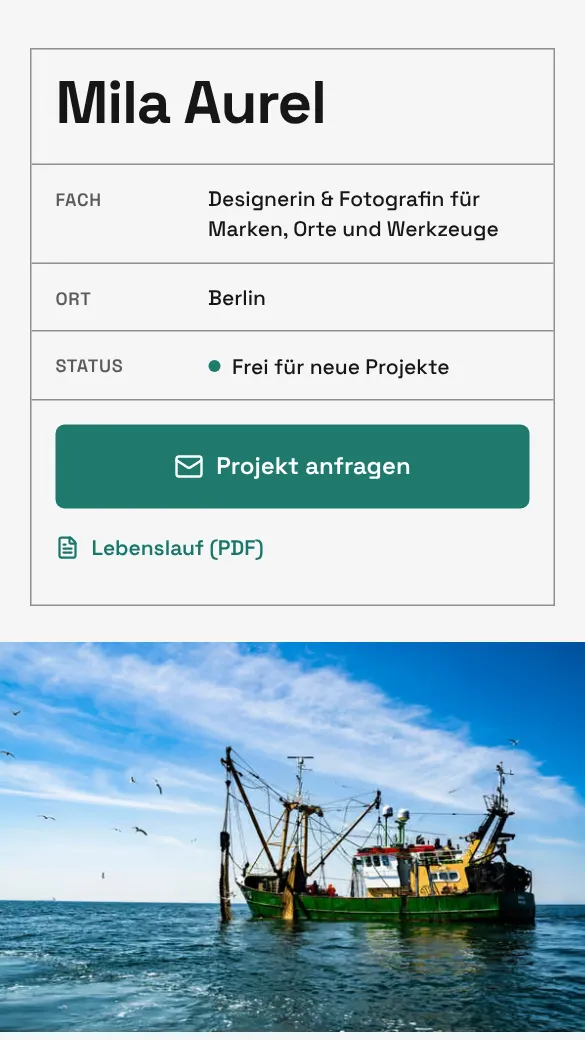 Mila Aurel
FACH
Designerin & Fotografin für
Marken, Orte und Werkzeuge
ORT
Berlin
STATUS
Frei für neue Projekte
Projekt anfragen
Lebenslauf (PDF)